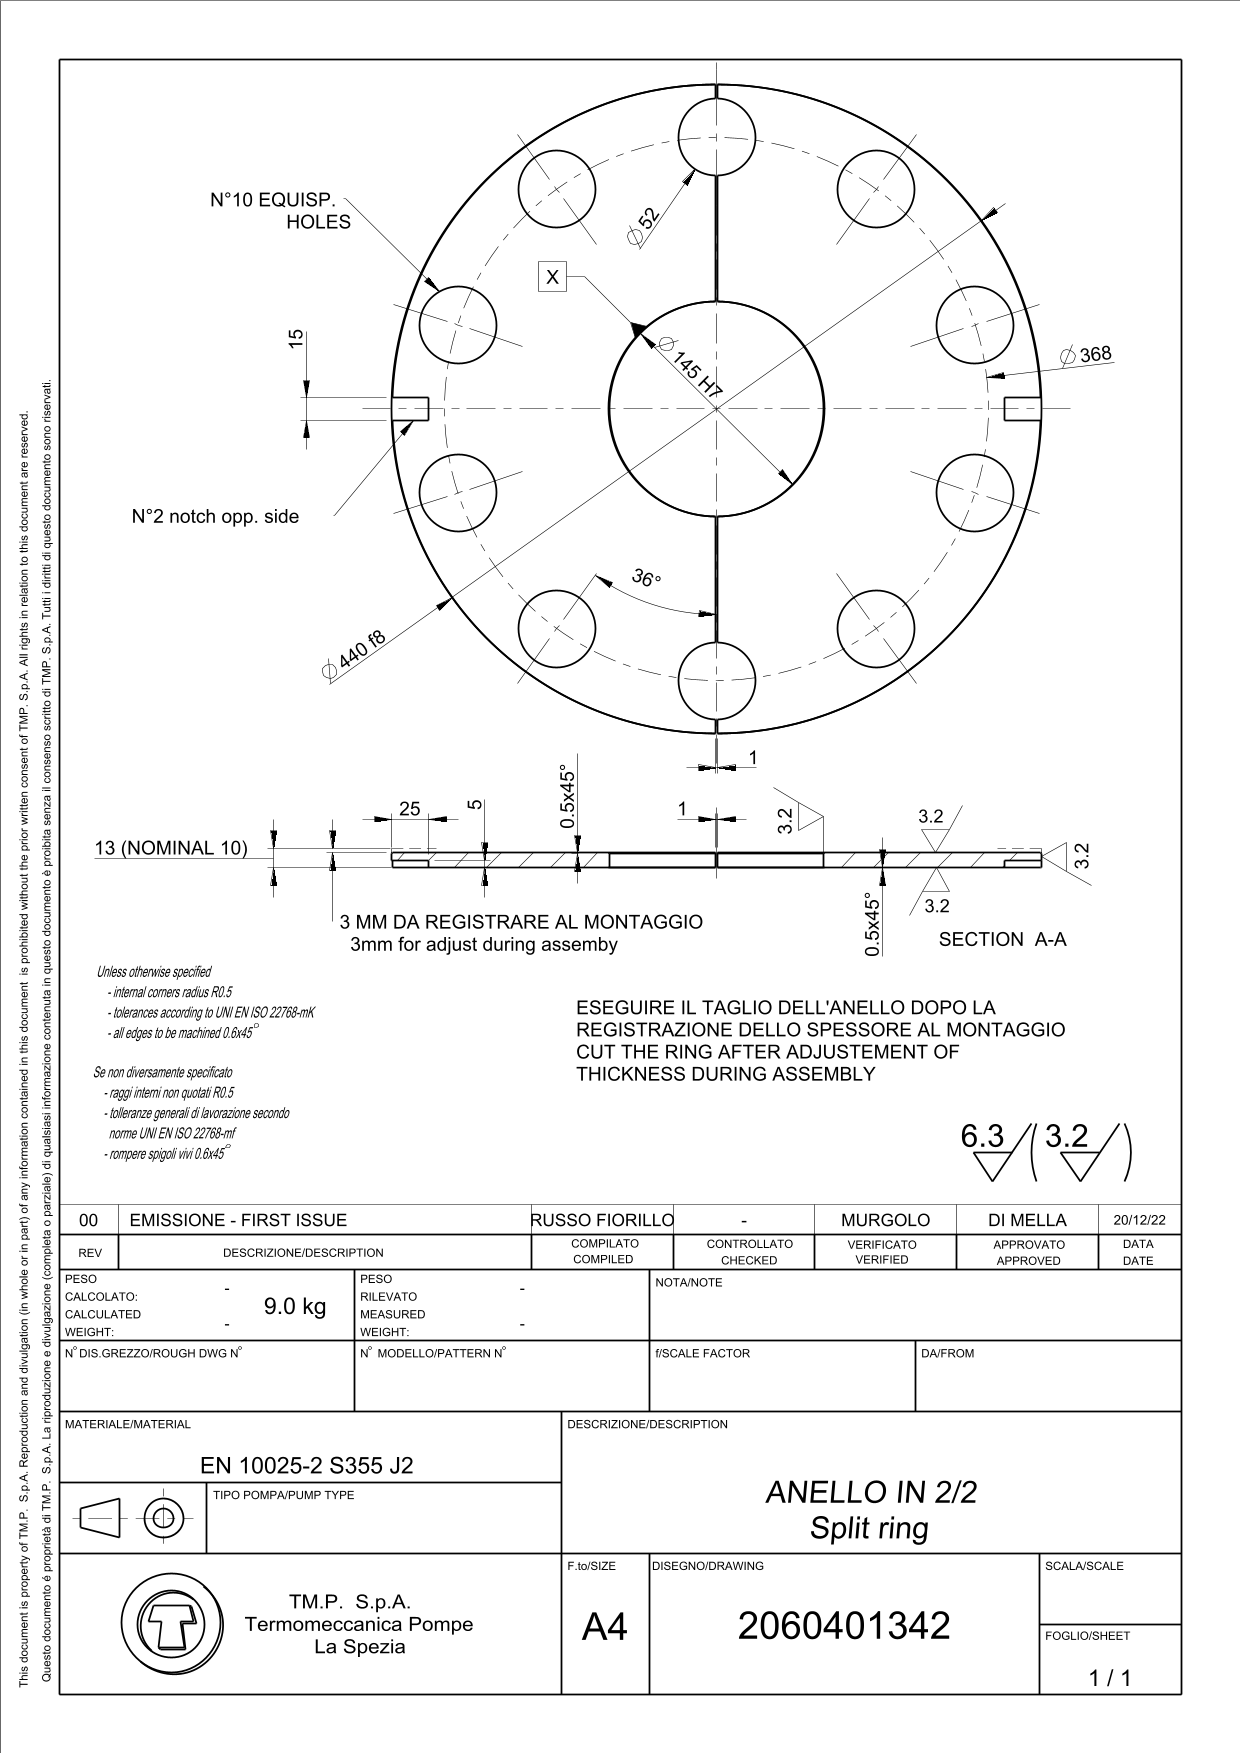 N°10 EQUISP.
HOLES
⌀ 52
X
15
⌀ 145 H7
⌀ 368
N°2 notch opp. side
36°
⌀ 440 f8
1
0.5x45°
25
5
1
3.2
3.2
3.2
13 (NOMINAL 10)
3.2
0.5x45°
3 MM DA REGISTRARE AL MONTAGGIO
3mm for adjust during assemby
SECTION A-A
Unless otherwise specified
- internal corners radius R0.5
- tolerances according to UNI EN ISO 22768-mK
- all edges to be machined 0.6x45°
Se non diversamente specificato
- raggi interni non quotati R0.5
- tolleranze generali di lavorazione secondo
norme UNI EN ISO 22768-mf
- rompere spigoli vivi 0.6x45°
ESEGUIRE IL TAGLIO DELL'ANELLO DOPO LA
REGISTRAZIONE DELLO SPESSORE AL MONTAGGIO
CUT THE RING AFTER ADJUSTEMENT OF
THICKNESS DURING ASSEMBLY
6.3 ( 3.2 )
00 EMISSIONE - FIRST ISSUE RUSSO FIORILLO - MURGOLO DI MELLA 20/12/22
REV DESCRIZIONE/DESCRIPTION COMPILATO COMPILED CONTROLLATO CHECKED VERIFICATO VERIFIED APPROVATO APPROVED DATA DATE
PESO
CALCOLATO: -
CALCULATED 9.0 kg
WEIGHT: -
PESO
RILEVATO -
MEASURED
WEIGHT: -
NOTA/NOTE
N° DIS.GREZZO/ROUGH DWG N°
N° MODELLO/PATTERN N°
f/SCALE FACTOR
DA/FROM
MATERIALE/MATERIAL
EN 10025-2 S355 J2
DESCRIZIONE/DESCRIPTION
ANELLO IN 2/2
Split ring
TIPO POMPA/PUMP TYPE
TM.P. S.p.A.
Termomeccanica Pompe
La Spezia
F.to/SIZE
A4
DISEGNO/DRAWING
2060401342
SCALA/SCALE
FOGLIO/SHEET
1 / 1
This document is property of TM.P. S.p.A. Reproduction and divulgation (in whole or in part) of any information contained in this document is prohibited without the prior written consent of TMP. S.p.A. All rights in relation to this document are reserved.
Questo documento é proprietà di TM.P. S.p.A. La riproduzione e divulgazione (completa o parziale) di qualsiasi informazione contenuta in questo documento è proibita senza il consenso scritto di TMP. S.p.A. Tutti i diritti di questo documento sono riservati.